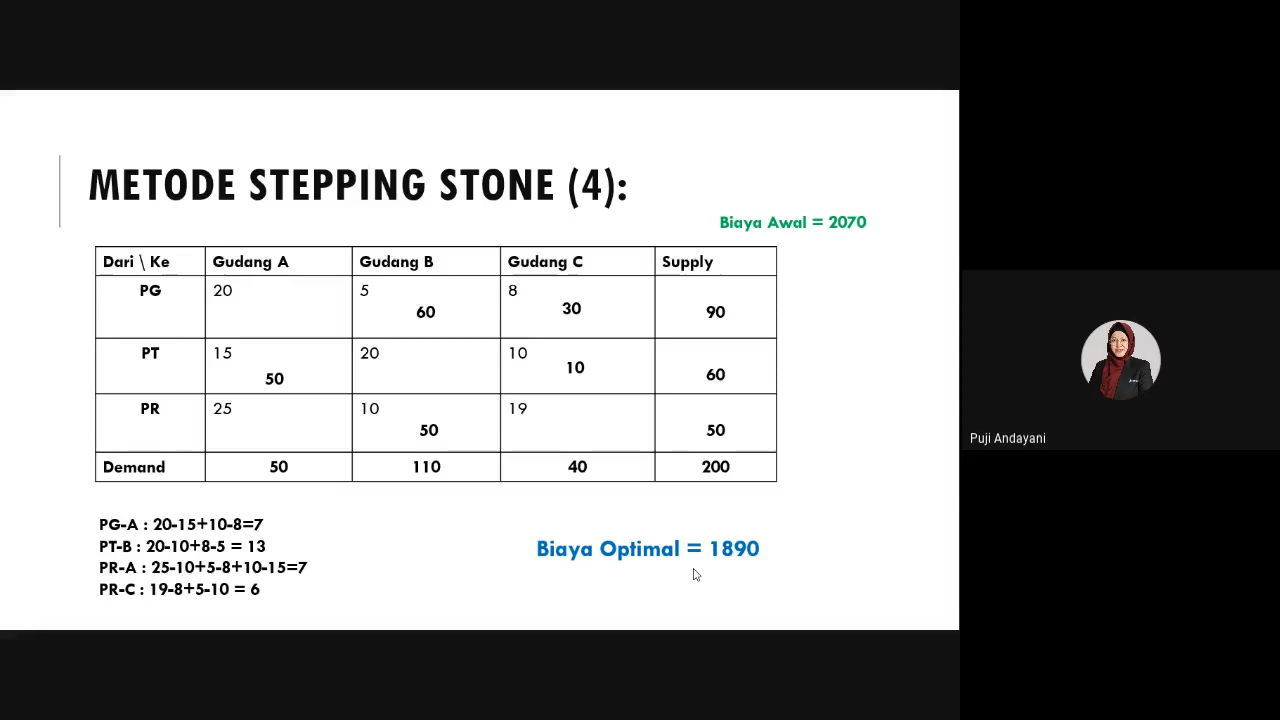 METODE STEPPING STONE (4):
Biaya Awal = 2070
Dari \ Ke Gudang A Gudang B Gudang C Supply
PG 20 5 60 8 30 90
PT 15 50 20 10 10 60
PR 25 10 50 19 50
Demand 50 110 40 200
PG-A : 20-15+10-8=7
PT-B : 20-10+8-5 = 13
PR-A : 25-10+5-8+10-15=7
PR-C : 19-8+5-10 = 6
Biaya Optimal = 1890
Puji Andayani